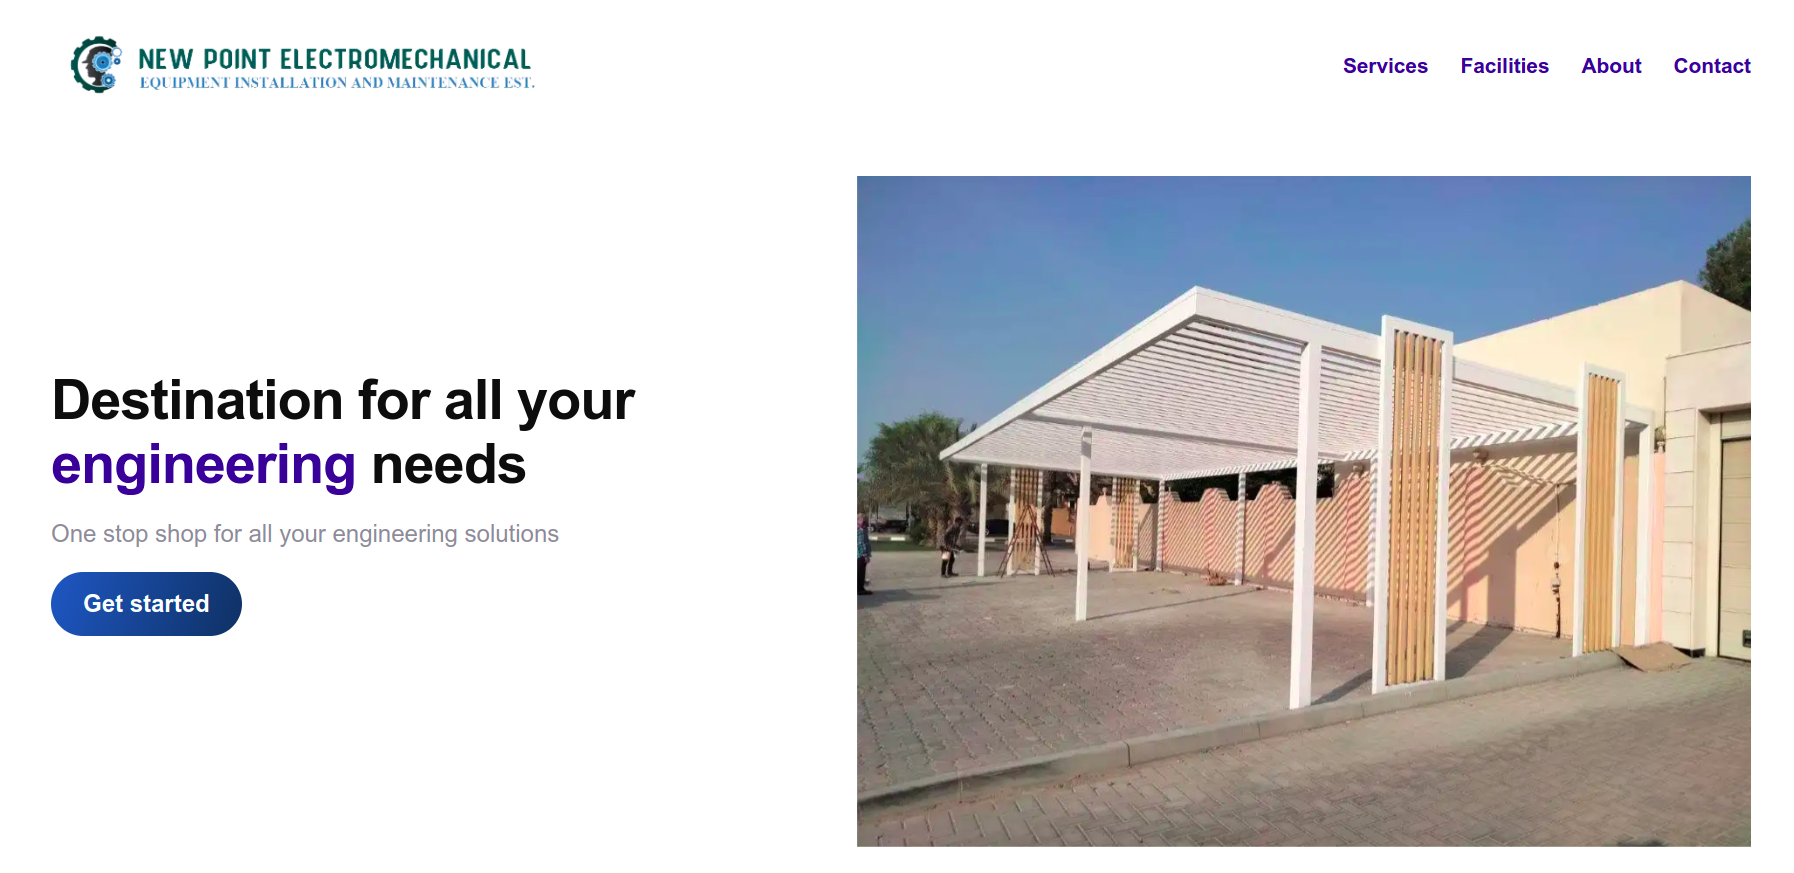 NEW POINT ELECTROMECHANICAL
EQUIPMENT INSTALLATION AND MAINTENANCE EST.
Services Facilities About Contact
Destination for all your
engineering needs
One stop shop for all your engineering solutions
Get started